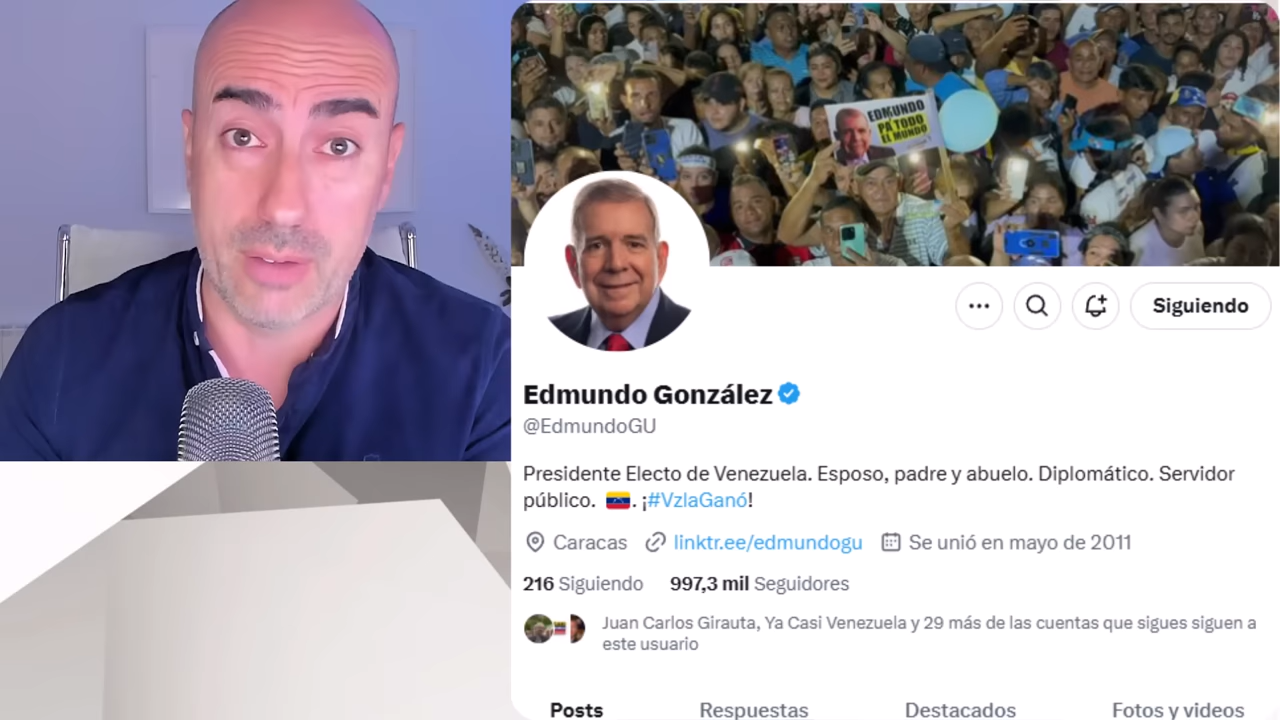 EDMUNDO
PA'TODO
EL MUNDO
Siguiendo
Edmundo González
@EdmundoGU
Presidente Electo de Venezuela. Esposo, padre y abuelo. Diplomático. Servidor
público. 🇻🇪. ¡#VzlaGanó!
Caracas linktr.ee/edmundogu Se unió en mayo de 2011
216 Siguiendo 997,3 mil Seguidores
Juan Carlos Girauta, Ya Casi Venezuela y 29 más de las cuentas que sigues siguen a
este usuario
Posts Respuestas Destacados Fotos y videos